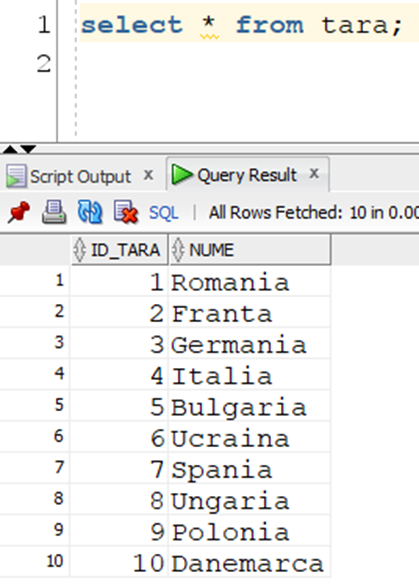 1 select * from tara;
2
Script Output x Query Result x
SQL | All Rows Fetched: 10 in 0.00
ID_TARA NUME
1 1 Romania
2 2 Franta
3 3 Germania
4 4 Italia
5 5 Bulgaria
6 6 Ucraina
7 7 Spania
8 8 Ungaria
9 9 Polonia
10 10 Danemarca